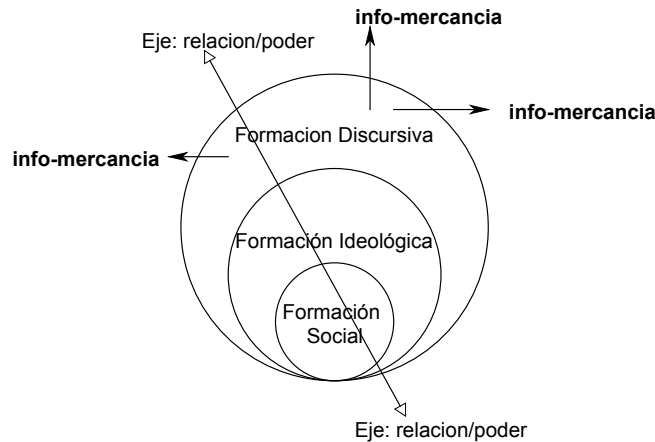 info-mercancia
Eje: relacion/poder
info-mercancia
Formacion Discursiva
info-mercancia
Formación Ideológica
Formación
Social
Eje: relacion/poder